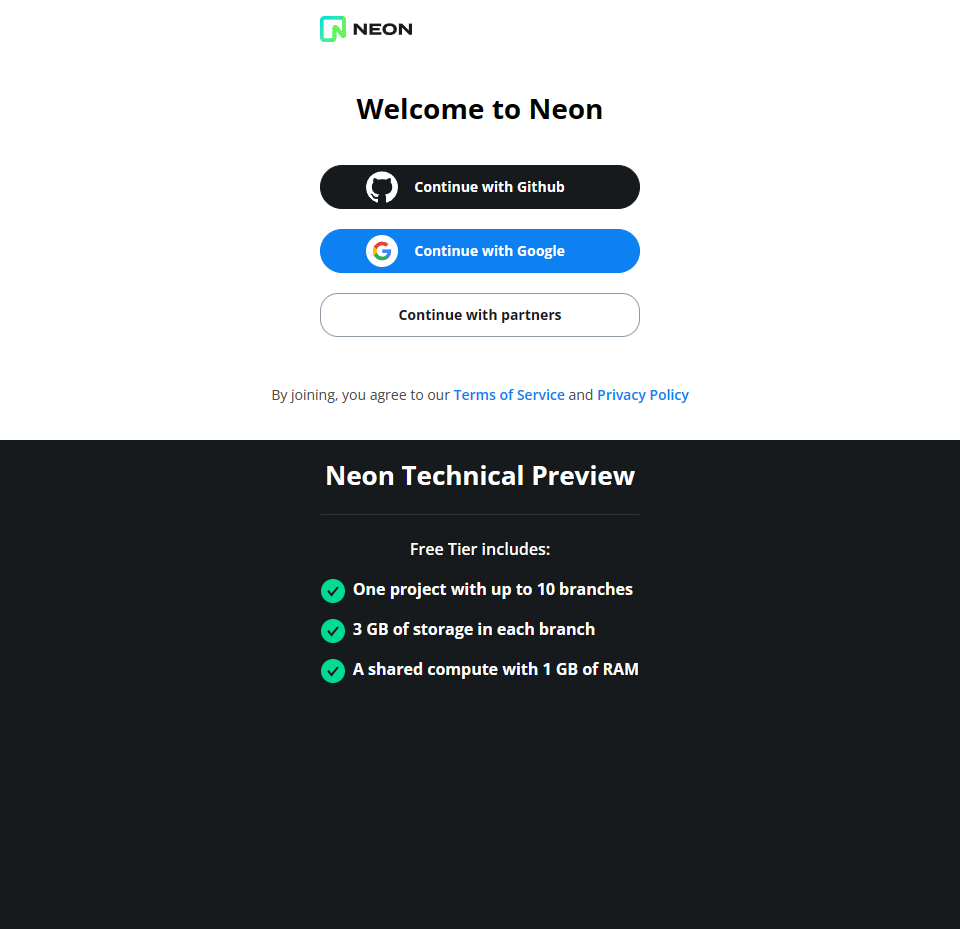 NEON
Welcome to Neon
Continue with Github
Continue with Google
Continue with partners
By joining, you agree to our Terms of Service and Privacy Policy
Neon Technical Preview
Free Tier includes:
One project with up to 10 branches
3 GB of storage in each branch
A shared compute with 1 GB of RAM